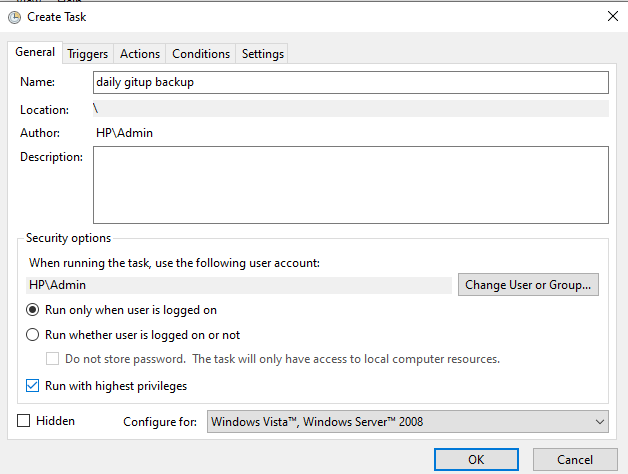 Create Task
General Triggers Actions Conditions Settings
Name: daily gitup backup
Location: \
Author: HP\Admin
Description:
Security options
When running the task, use the following user account:
HP\Admin Change User or Group...
Run only when user is logged on
Run whether user is logged on or not
Do not store password. The task will only have access to local computer resources.
Run with highest privileges
Hidden Configure for: Windows Vista™, Windows Server™ 2008
OK Cancel